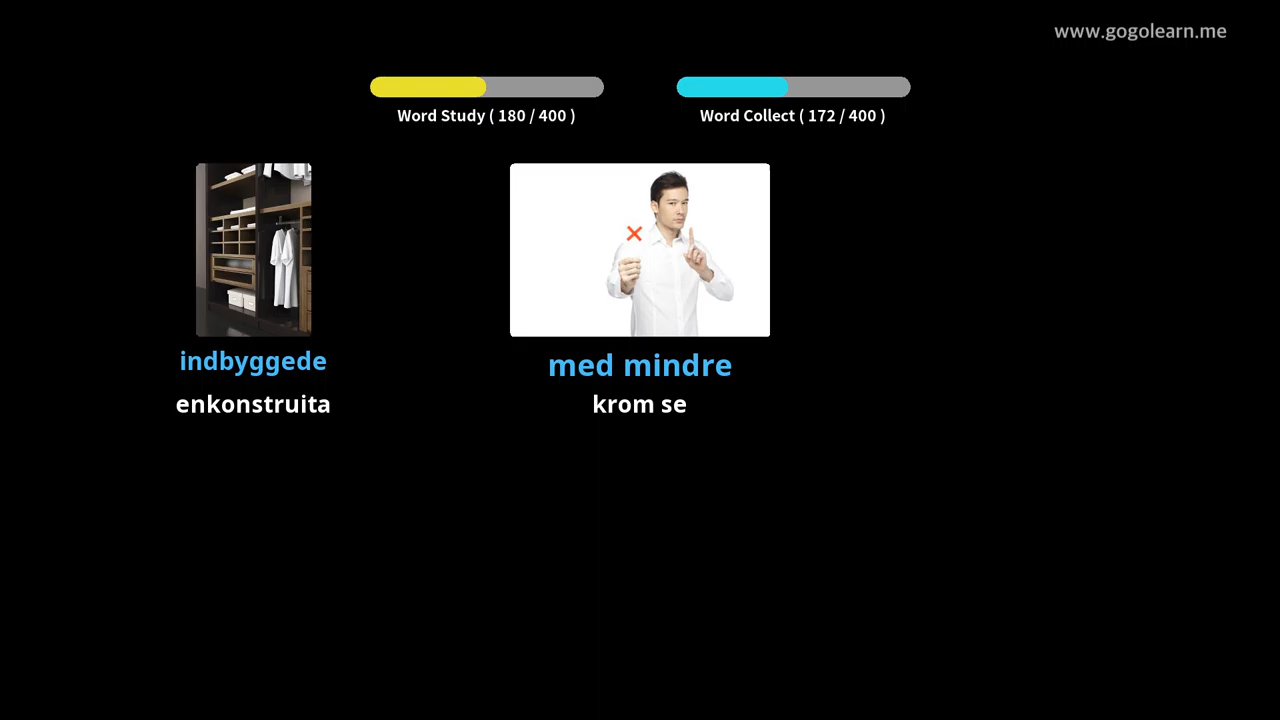 www.gogolearn.me
Word Study ( 180 / 400 )
Word Collect ( 172 / 400 )
indbyggede
enkonstruita
med mindre
krom se